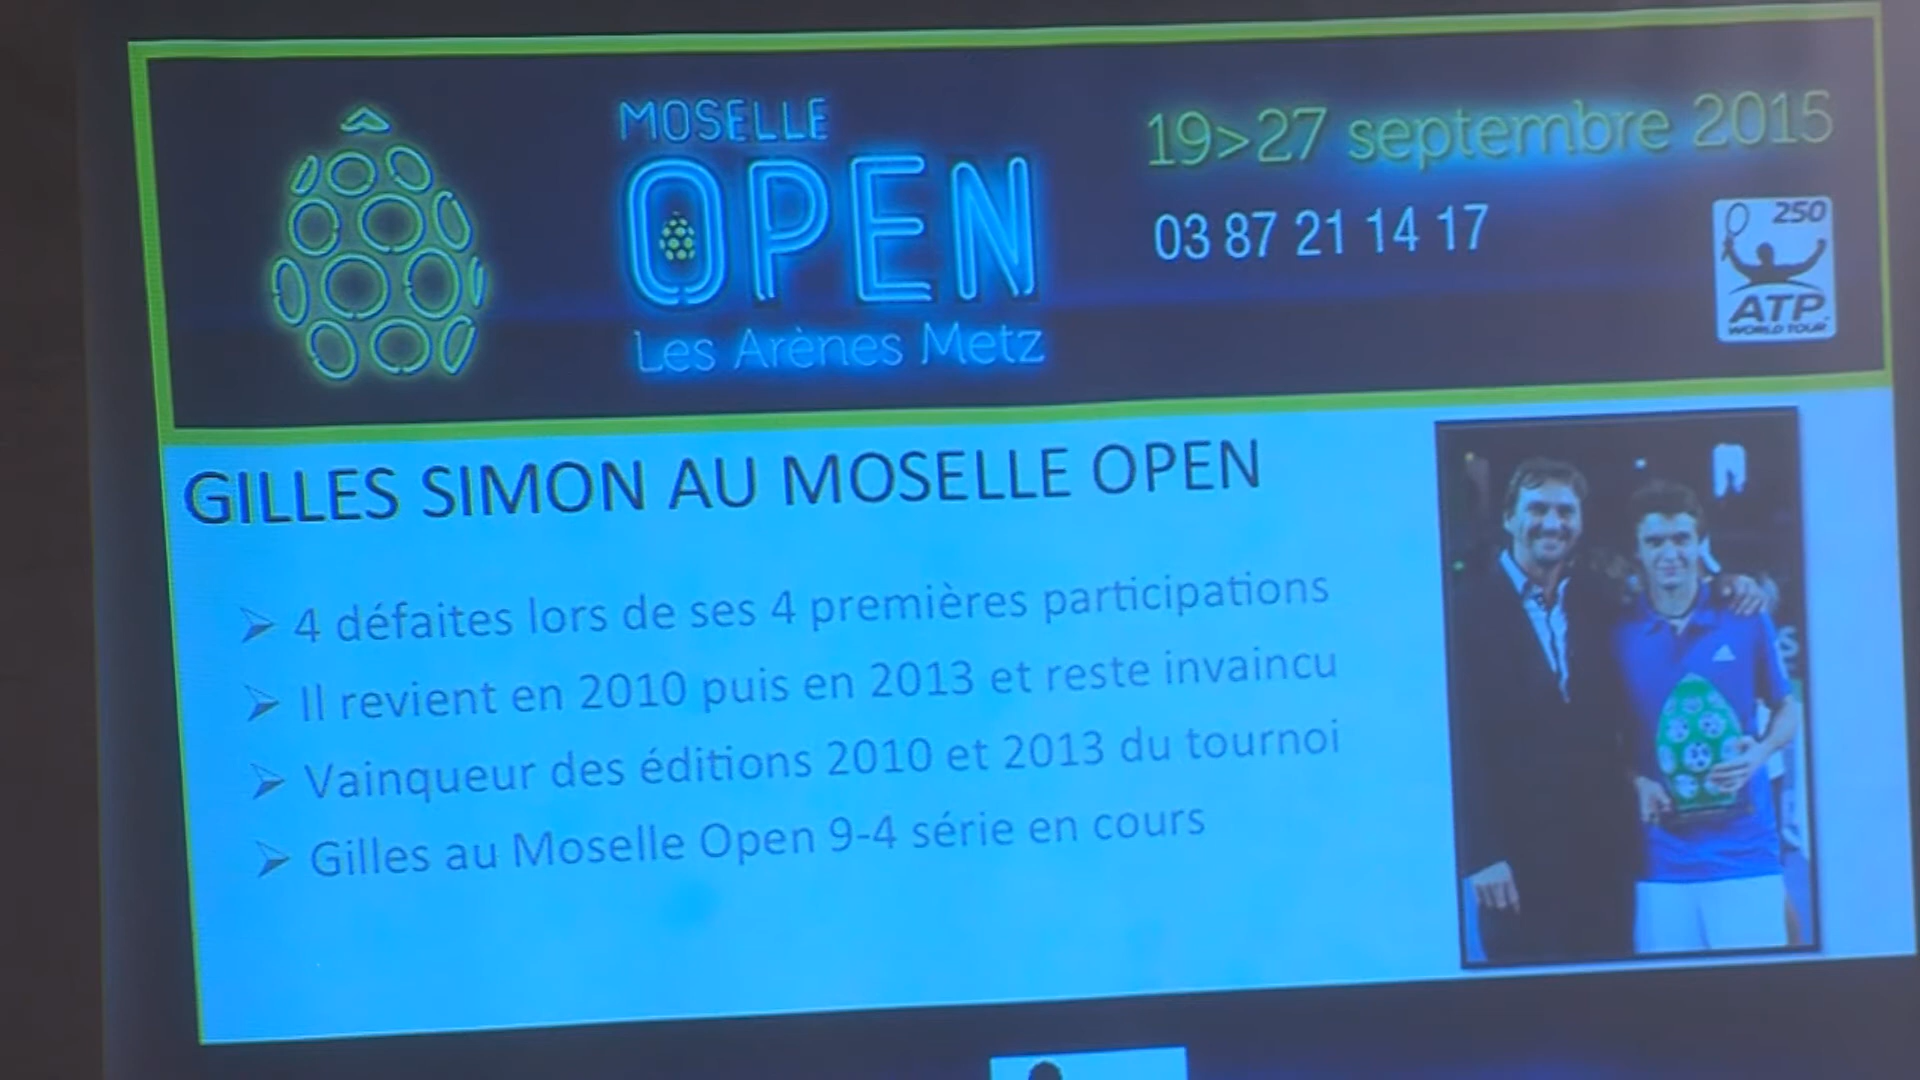 MOSELLE
OPEN
Les Arènes Metz
19>27 septembre 2015
03 87 21 14 17
250
ATP
WORLD TOUR
GILLES SIMON AU MOSELLE OPEN
➢ 4 défaites lors de ses 4 premières participations
➢ Il revient en 2010 puis en 2013 et reste invaincu
➢ Vainqueur des éditions 2010 et 2013 du tournoi
➢ Gilles au Moselle Open 9-4 série en cours